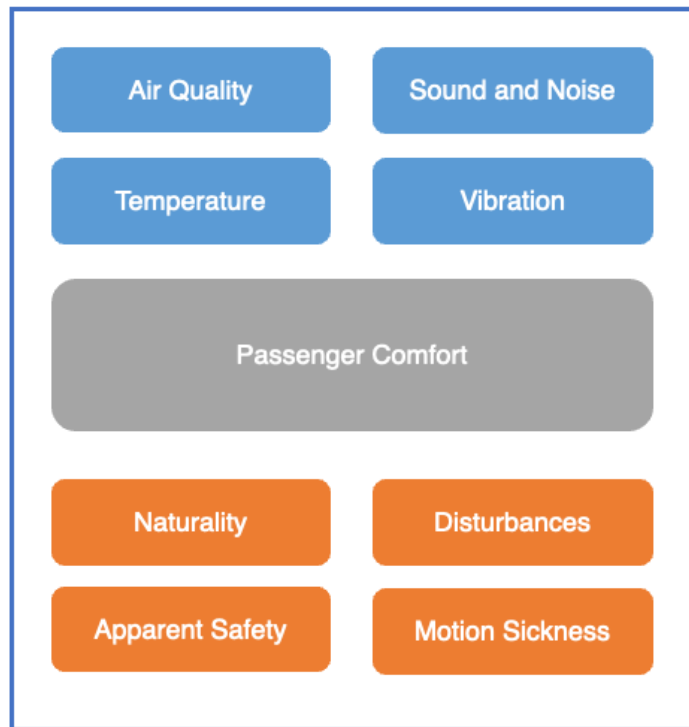 Air Quality
Sound and Noise
Temperature
Vibration
Passenger Comfort
Naturality
Disturbances
Apparent Safety
Motion Sickness